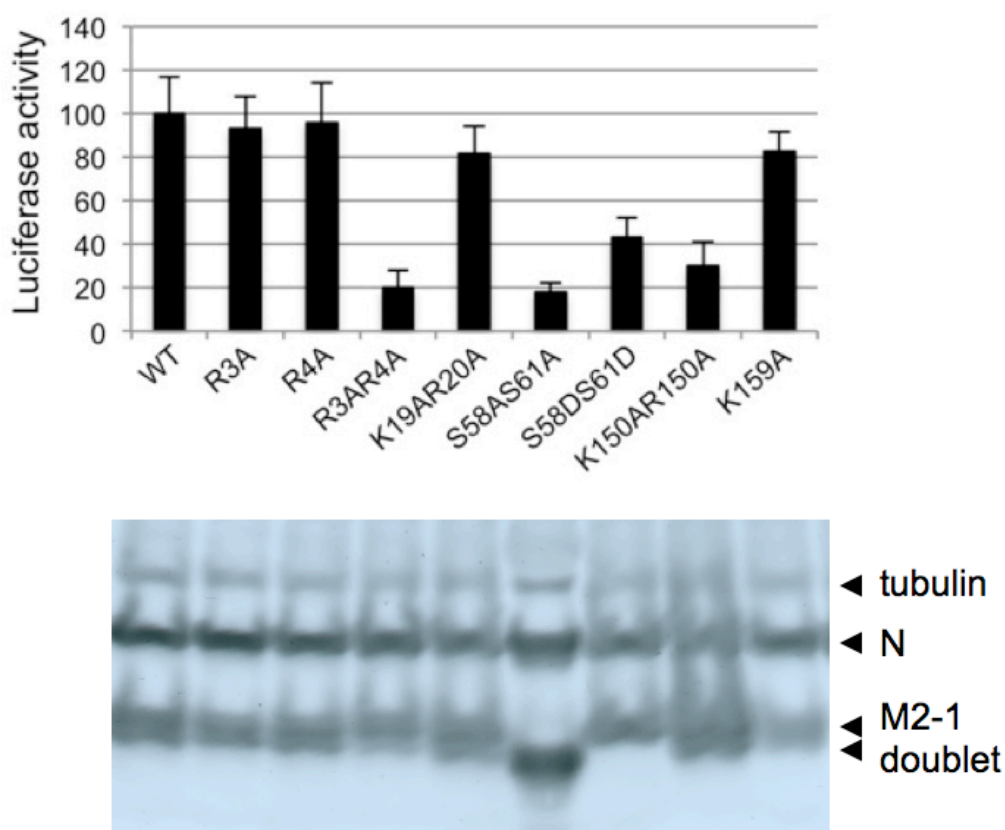 Luciferase activity
140
120
100
80
60
40
20
0
WT
R3A
R4A
R3AR4A
K19AR20A
S58AS61A
S58DS61D
K150AR150A
K159A
tubulin
N
M2-1
doublet